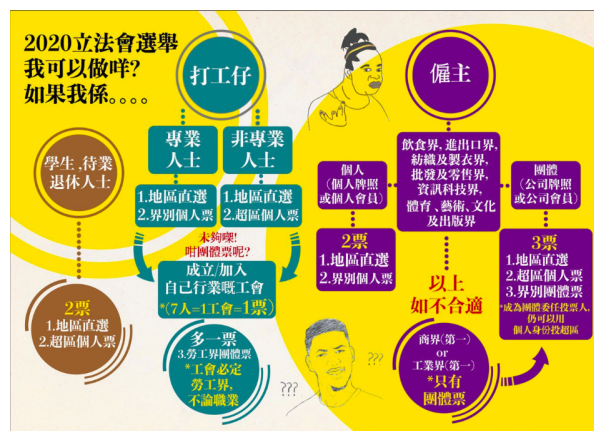 2020立法會選舉
我可以做咩?
如果我係。。。。
打工仔
專業
人士
非專業
人士
1.地區直選
2.界別個人票
1.地區直選
2.超區個人票
未夠喫!
咁團體票呢?
成立/加入
自己行業嘅工會
*(7人=1工會=1票)
多一票
3.勞工界團體票
*工會必定
勞工界,
不論職業
學生,待業
退休人士
2票
1.地區直選
2.超區個人票
僱主
飲食界,進出口界,
紡織及製衣界,
批發及零售界,
資訊科技界,
體育、藝術、文化
及出版界
個人
(個人牌照
或個人會員)
2票
1.地區直選
2.界別個人票
團體
(公司牌照
或公司會員)
3票
1.地區直選
2.超區個人票
3.界別團體票
*成為團體委任投票人,
仍可以用
個人身份投超區
以上
如不合適
商界(第一)
or
工業界(第一)
*只有
團體票
???
???